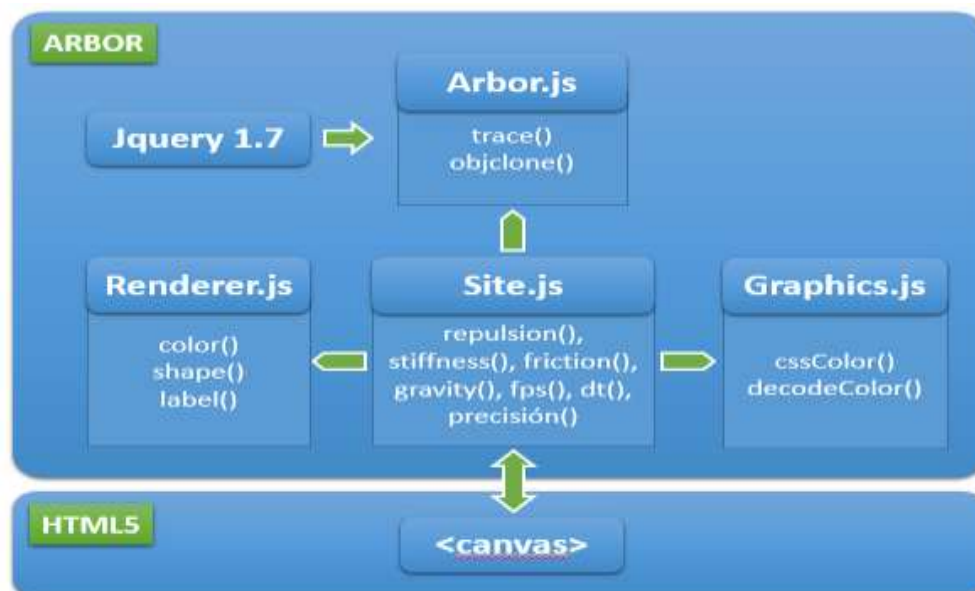 ARBOR
Arbor.js
trace()
objclone()
Jquery 1.7
Renderer.js
color()
shape()
label()
Site.js
repulsion(),
stiffness(), friction(),
gravity(), fps(), dt(),
precisión()
Graphics.js
cssColor()
decodeColor()
HTML5
<canvas>